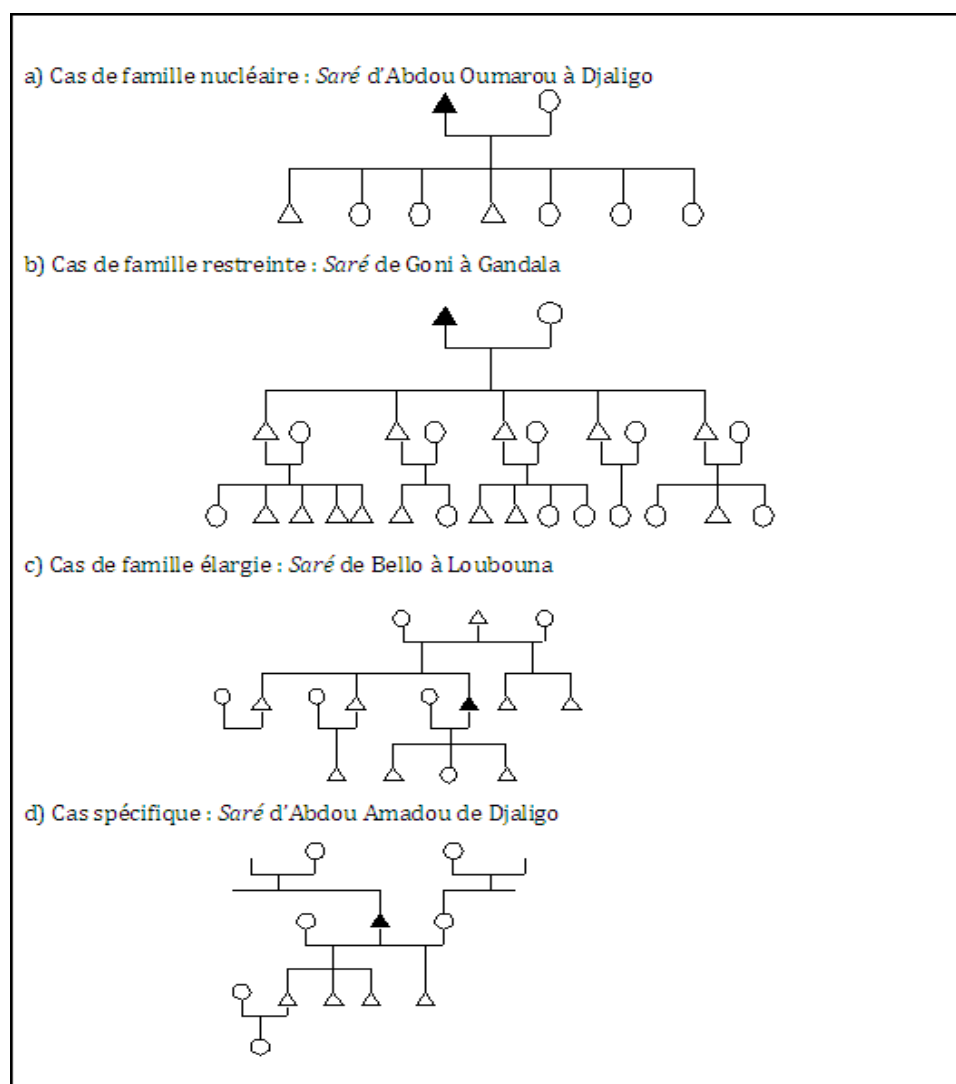 a) Cas de famille nucléaire : Saré d'Abdou Oumarou à Djaligo
b) Cas de famille restreinte : Saré de Goni à Gandala
c) Cas de famille élargie : Saré de Bello à Loubouna
d) Cas spécifique : Saré d'Abdou Amadou de Djaligo